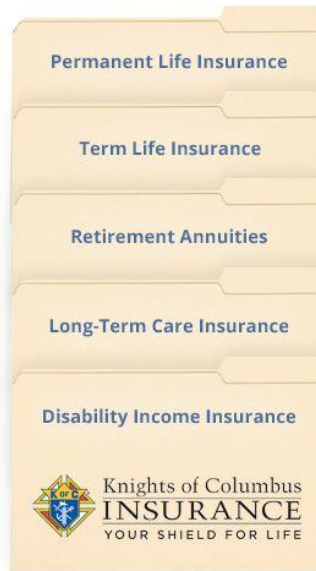 Permanent Life Insurance
Term Life Insurance
Retirement Annuities
Long-Term Care Insurance
Disability Income Insurance
K OF C
Knights of Columbus
INSURANCE
YOUR SHIELD FOR LIFE